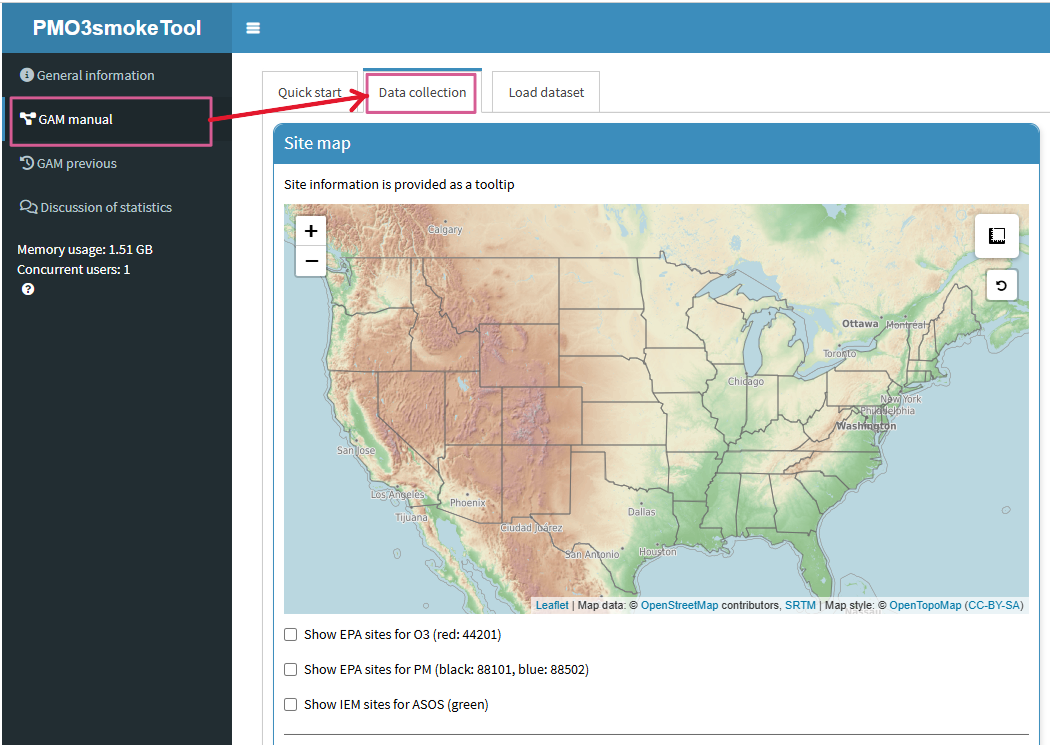 PMO3smokeTool
General information
GAM manual
GAM previous
Discussion of statistics
Memory usage: 1.51 GB
Concurrent users: 1
?
Quick start
Data collection
Load dataset
Site map
Site information is provided as a tooltip
+
−
Calgary
Ottawa
Montreal
Toronto
Chicago
New York
Philadelphia
Washington
San Jose
Los Angeles
Phoenix
Tijuana
Ciudad Juárez
Dallas
San Antonio
Houston
Nassau
Leaflet | Map data: © OpenStreetMap contributors, SRTM | Map style: © OpenTopoMap (CC-BY-SA)
Show EPA sites for O3 (red: 44201)
Show EPA sites for PM (black: 88101, blue: 88502)
Show IEM sites for ASOS (green)